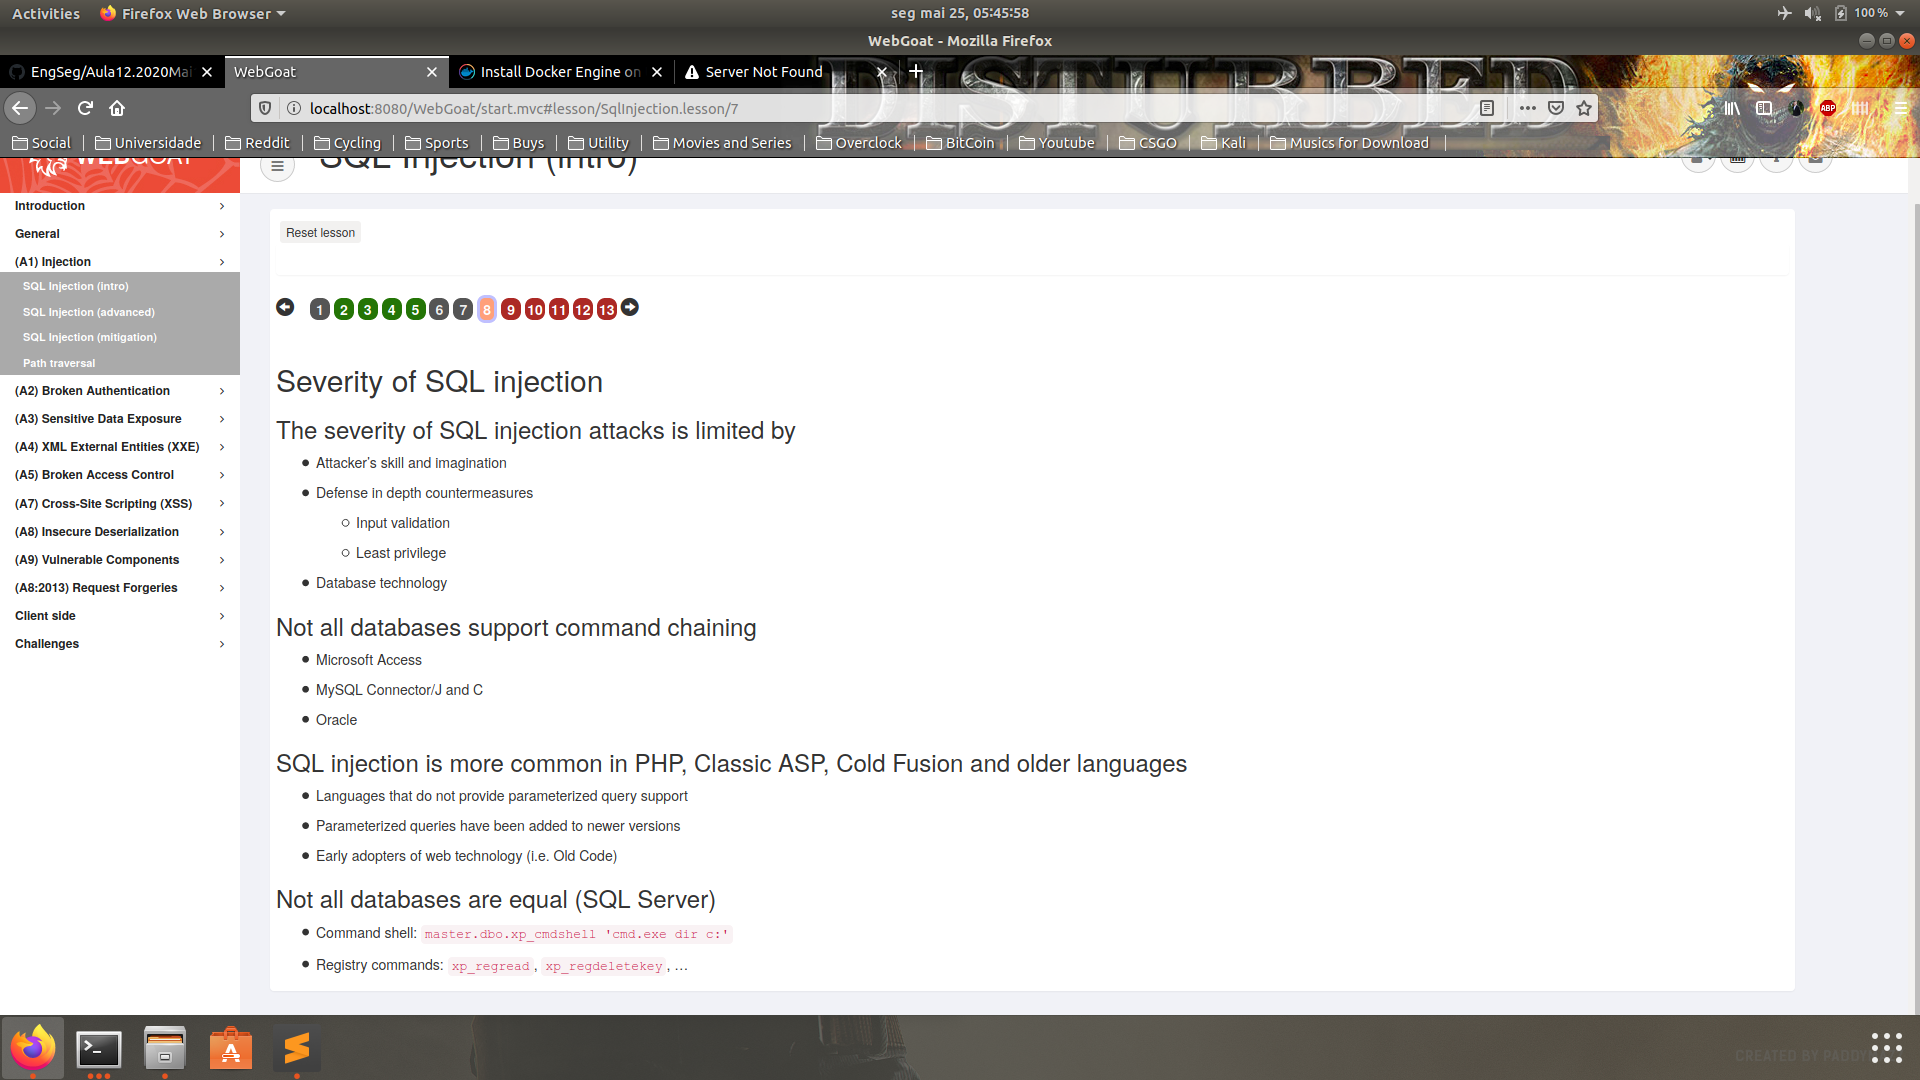 Activities
Firefox Web Browser
seg mai 25, 05:45:58
100 %
WebGoat - Mozilla Firefox
EngSeg/Aula12.2020Mai
WebGoat
Install Docker Engine on
Server Not Found
DISTURBED
localhost:8080/WebGoat/start.mvc#lesson/SqlInjection.lesson/7
ABP
Social
Universidade
Reddit
Cycling
Sports
Buys
Utility
Movies and Series
Overclock
BitCoin
Youtube
CSGO
Kali
Musics for Download
WEBGOAT
SQL Injection (intro)
Introduction
General
(A1) Injection
SQL Injection (intro)
SQL Injection (advanced)
SQL Injection (mitigation)
Path traversal
(A2) Broken Authentication
(A3) Sensitive Data Exposure
(A4) XML External Entities (XXE)
(A5) Broken Access Control
(A7) Cross-Site Scripting (XSS)
(A8) Insecure Deserialization
(A9) Vulnerable Components
(A8:2013) Request Forgeries
Client side
Challenges
Reset lesson
1 2 3 4 5 6 7 8 9 10 11 12 13
Severity of SQL injection
The severity of SQL injection attacks is limited by
Attacker’s skill and imagination
Defense in depth countermeasures
Input validation
Least privilege
Database technology
Not all databases support command chaining
Microsoft Access
MySQL Connector/J and C
Oracle
SQL injection is more common in PHP, Classic ASP, Cold Fusion and older languages
Languages that do not provide parameterized query support
Parameterized queries have been added to newer versions
Early adopters of web technology (i.e. Old Code)
Not all databases are equal (SQL Server)
Command shell: master.dbo.xp_cmdshell 'cmd.exe dir c:'
Registry commands: xp_regread, xp_regdeletekey, …
CREATED BY PADDY